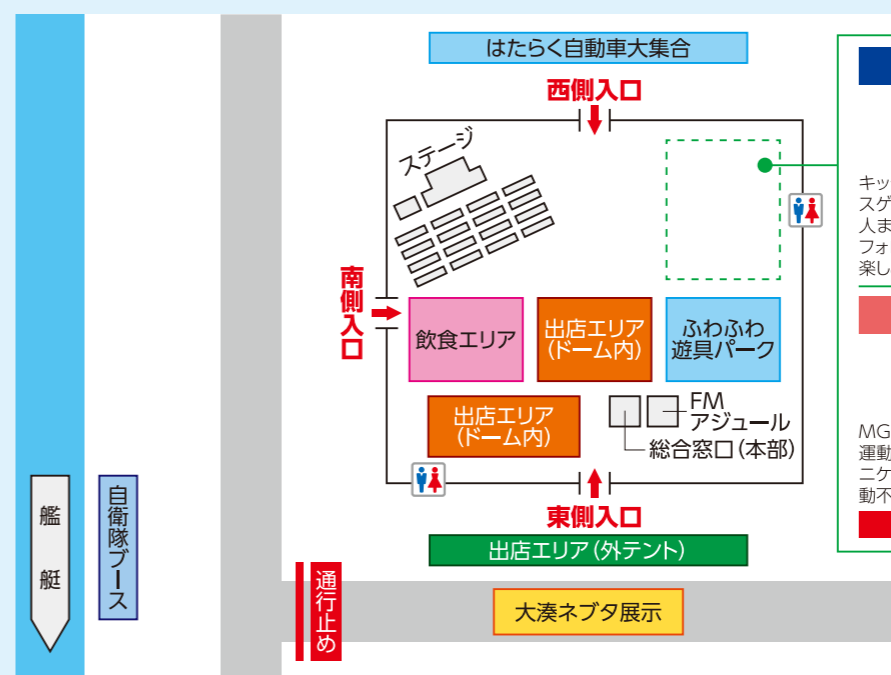 はたらく自動車大集合
西側入口
ステージ
南側入口
飲食エリア
出店エリア
(ドーム内)
ふわふわ
遊具パーク
出店エリア
(ドーム内)
FM
アジュール
総合窓口(本部)
東側入口
出店エリア(外テント)
通行止め
大湊ネブタ展示
艦艇
自衛隊ブース
キッ
スゲ
人ま
フォ
楽し
MG
運動
ニケ
動不